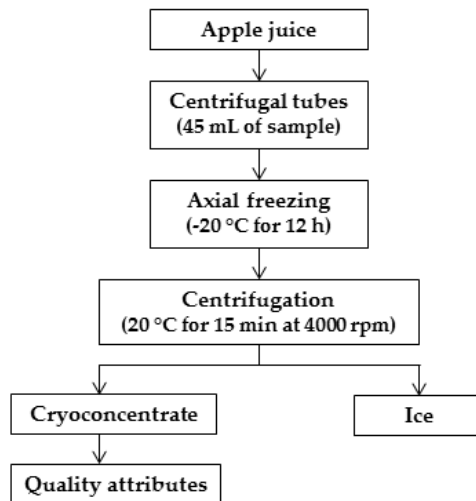 Apple juice
Centrifugal tubes
(45 mL of sample)
Axial freezing
(-20 °C for 12 h)
Centrifugation
(20 °C for 15 min at 4000 rpm)
Cryoconcentrate
Ice
Quality attributes